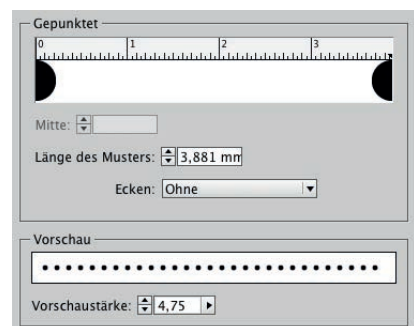 Gepunktet
0 1 2 3
Mitte:
Länge des Musters: 3,881 mm
Ecken: Ohne
Vorschau
Vorschaustärke: 4,75